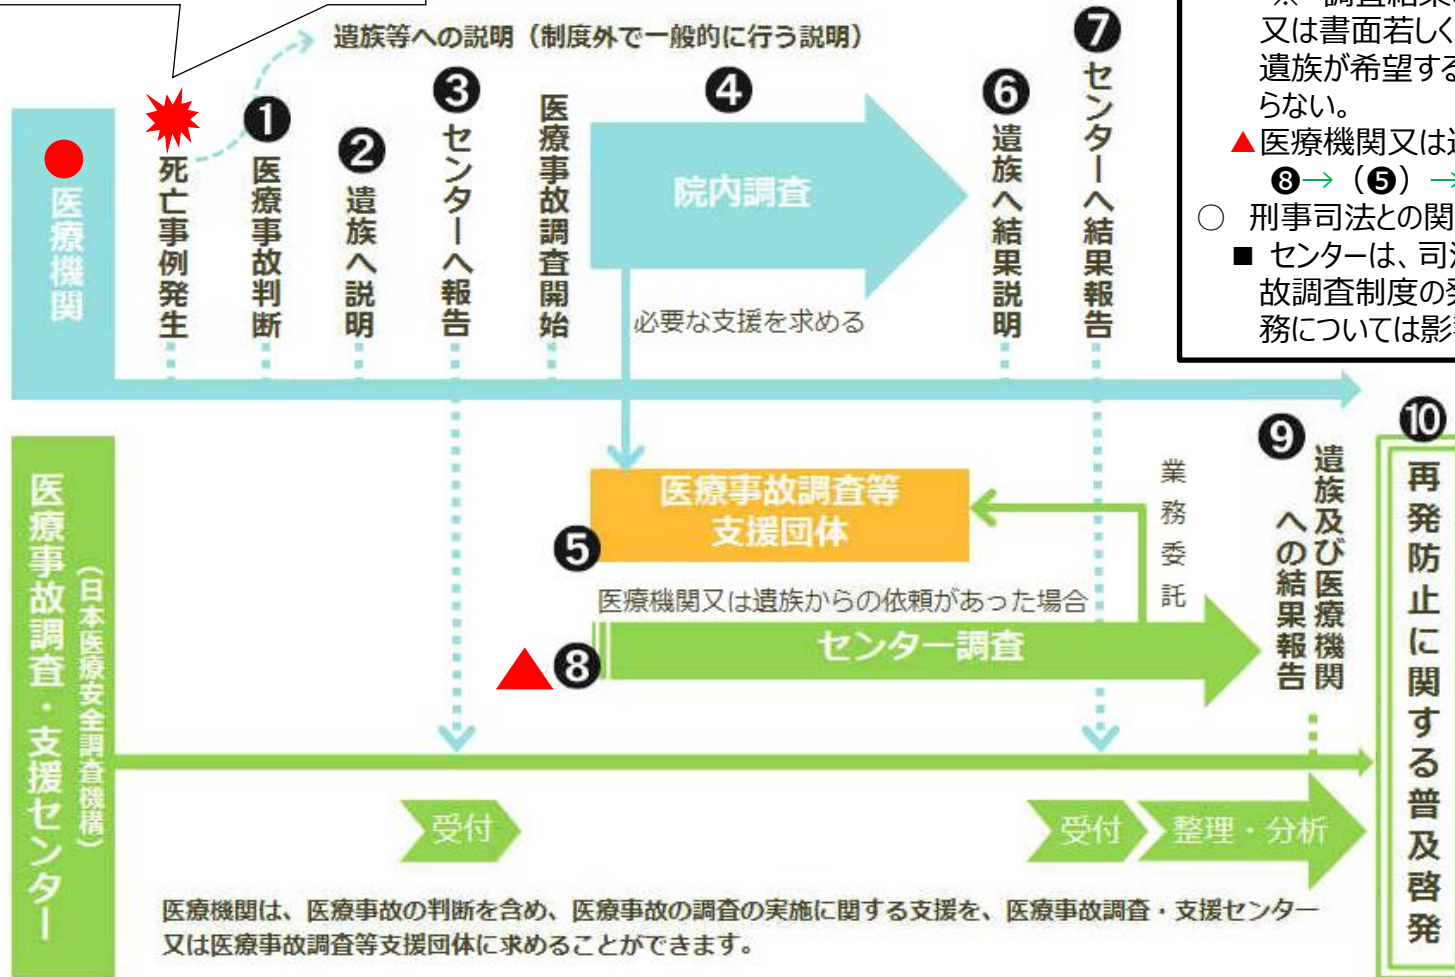 遺族等への説明（制度外で一般的に行う説明）
医療機関
死亡事例発生
❶
医療事故判断
❷
遺族へ説明
❸
センターへ報告
医療事故調査開始
❹
院内調査
必要な支援を求める
❻
遺族へ結果説明
❼
センターへ結果報告
又は書面若しく
遺族が希望する
らない。
▲医療機関又は
❽→（❺）→
○ 刑事司法との関
■ センターは、司
故調査制度の
務については影
医療事故調査・支援センター
（日本医療安全調査機構）
医療事故調査等
支援団体
❺
業務委託
医療機関又は遺族からの依頼があった場合
❽
センター調査
❾
遺族及び医療機関
への結果報告
❿
再発防止に関する普及啓発
受付
受付
整理・分析
医療機関は、医療事故の判断を含め、医療事故の調査の実施に関する支援を、医療事故調査・支援センター
又は医療事故調査等支援団体に求めることができます。